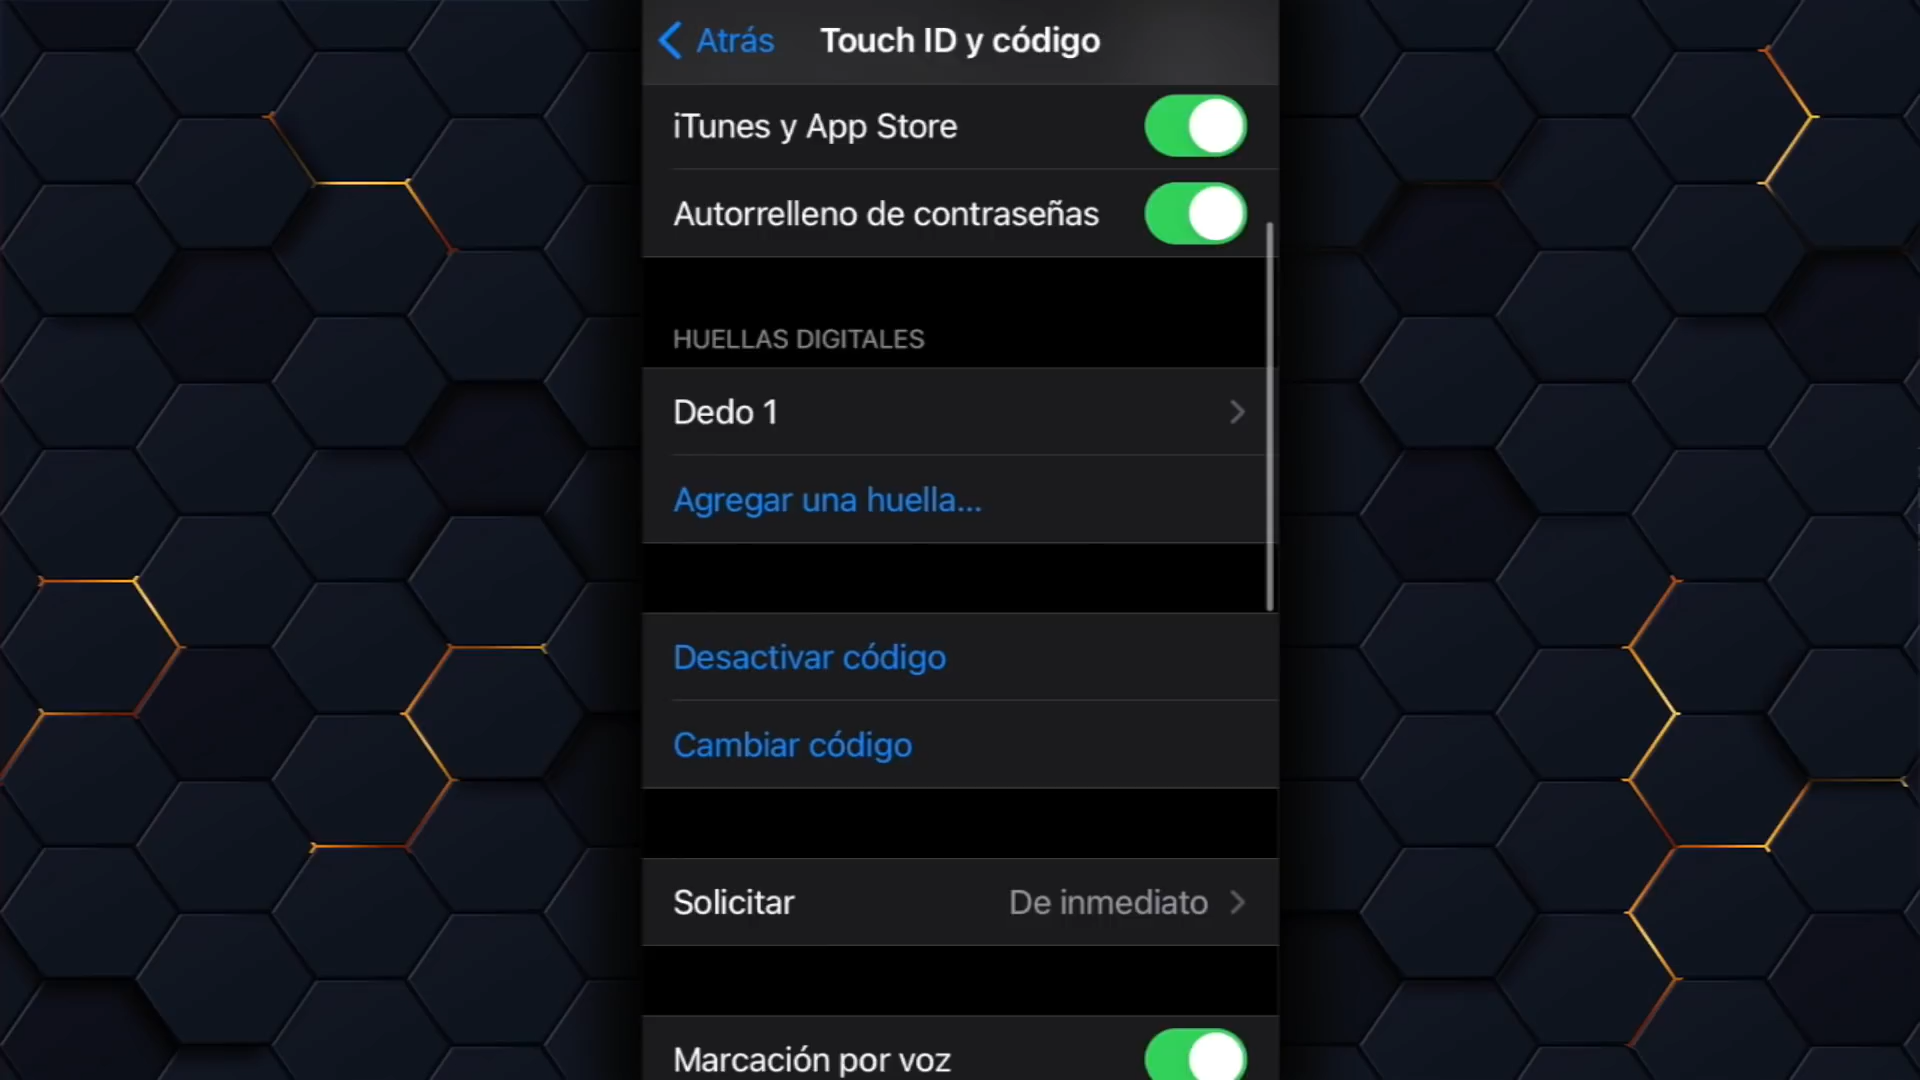 Atrás
Touch ID y código
iTunes y App Store
Autorrelleno de contraseñas
HUELLAS DIGITALES
Dedo 1
Agregar una huella...
Desactivar código
Cambiar código
Solicitar De inmediato
Marcación por voz